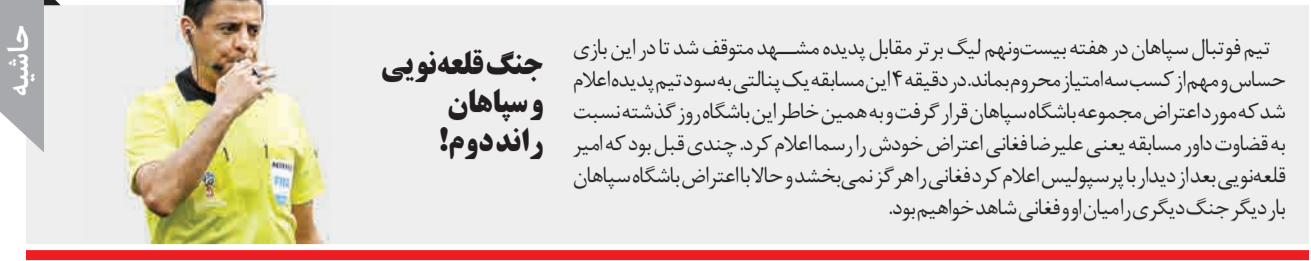 حاشیه
جنگ قلعه‌نویی
و سپاهان
راند دوم!
تیم فوتبال سپاهان در هفته بیست‌ونهم لیگ برتر مقابل پدیده مشــهد متوقف شد تا در این بازی
حساس و مهم از کسب سه امتیاز محروم بماند. در دقیقه ۴ این مسابقه یک پنالتی به سود تیم پدیده اعلام
شد که مورد اعتراض مجموعه باشگاه سپاهان قرار گرفت و به همین خاطر این باشگاه روز گذشته نسبت
به قضاوت داور مسابقه یعنی علیرضا فغانی اعتراض خودش را رسما اعلام کرد. چندی قبل بود که امیر
قلعه‌نویی بعد از دیدار با پرسپولیس اعلام کرد فغانی را هرگز نمی‌بخشد و حالا با اعتراض باشگاه سپاهان
بار دیگر جنگ دیگری را میان او و فغانی شاهد خواهیم بود.